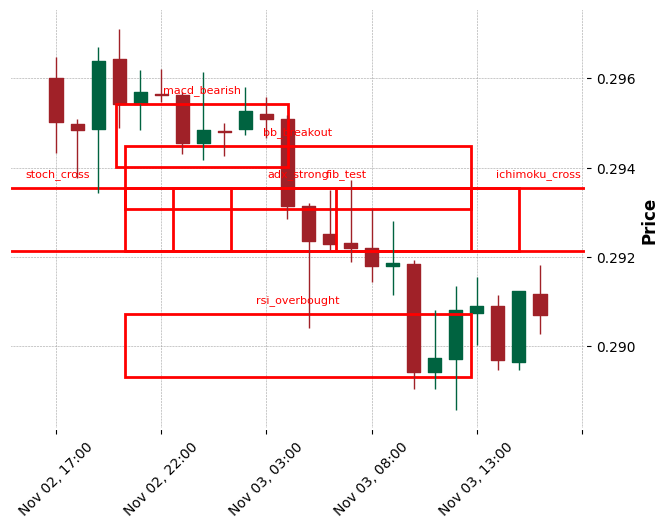 0.296
macd_bearish
bb_breakout
0.294
stoch_cross
fib_test
ichimoku_cross
Price
0.292
rsi_overbought
0.290
Nov 02, 17:00
Nov 02, 22:00
Nov 03, 03:00
Nov 03, 08:00
Nov 03, 13:00